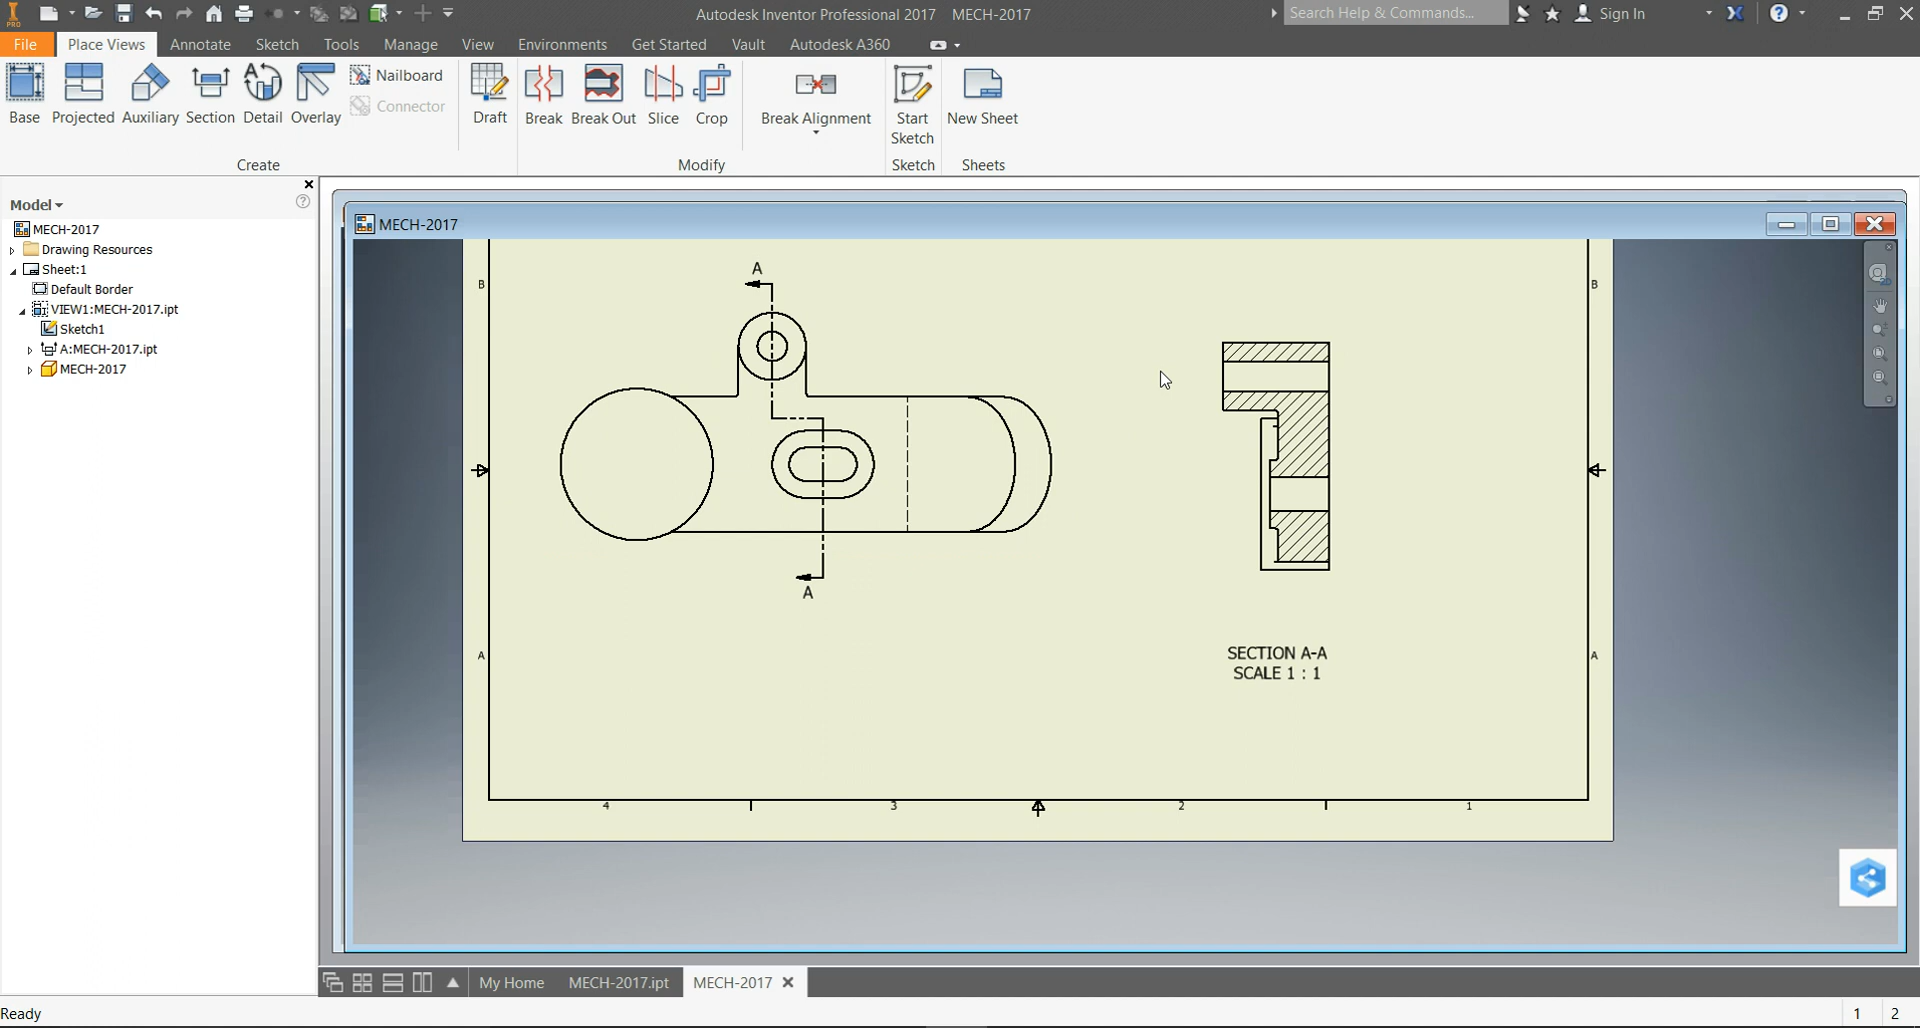 PRO
Autodesk Inventor Professional 2017 MECH-2017
Search Help & Commands...
Sign In
File Place Views Annotate Sketch Tools Manage View Environments Get Started Vault Autodesk A360
Base Projected Auxiliary Section Detail Overlay
Nailboard
Connector
Draft
Break Break Out Slice Crop
Break Alignment
Start Sketch
New Sheet
Create Modify Sketch Sheets
Model
MECH-2017
Drawing Resources
Sheet:1
Default Border
VIEW1:MECH-2017.ipt
Sketch1
A:MECH-2017.ipt
MECH-2017
MECH-2017
B
A
B
A
A
SECTION A-A
SCALE 1 : 1
A
A
4 3 2 1
My Home MECH-2017.ipt MECH-2017
Ready
1 2